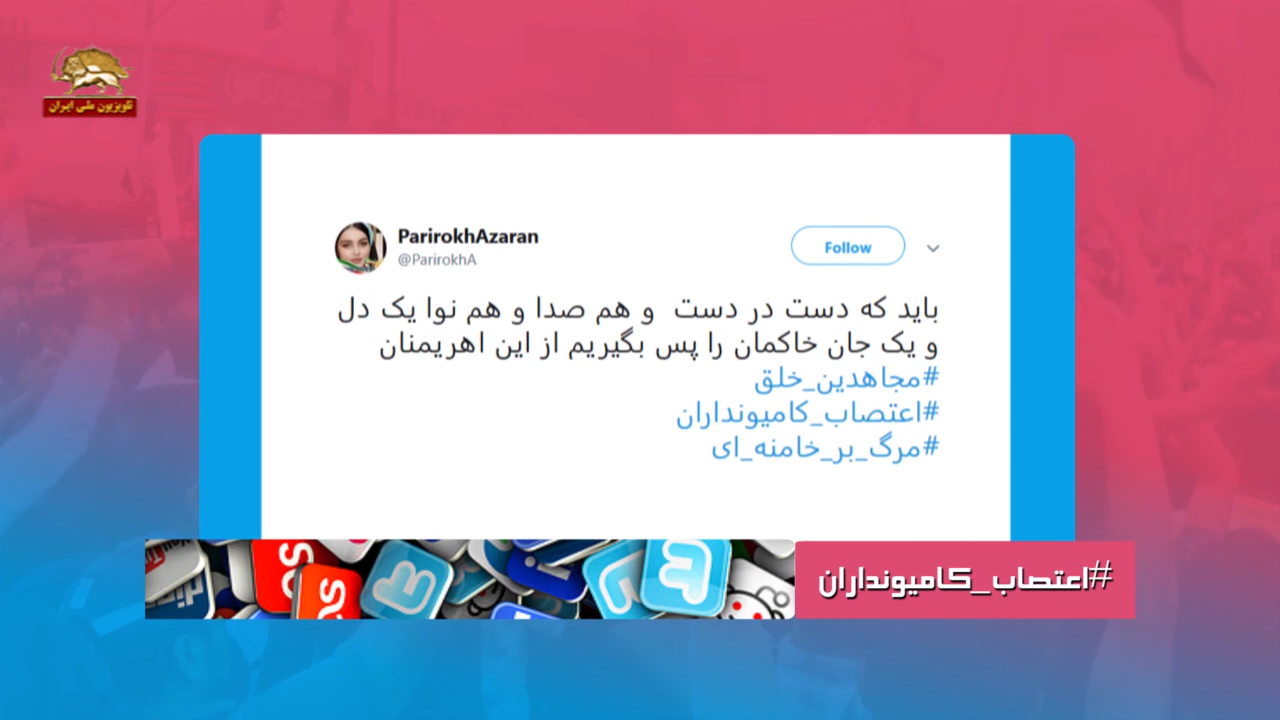 تلویزیون ملی ایران
ParirokhAzaran
@ParirokhA
Follow
باید که دست در دست و هم صدا و هم نوا یک دل
و یک جان خاکمان را پس بگیریم از این اهریمنان
#مجاهدین_خلق
#اعتصاب_کامیونداران
#مرگ_بر_خامنه_ای
#اعتصاب_کامیونداران